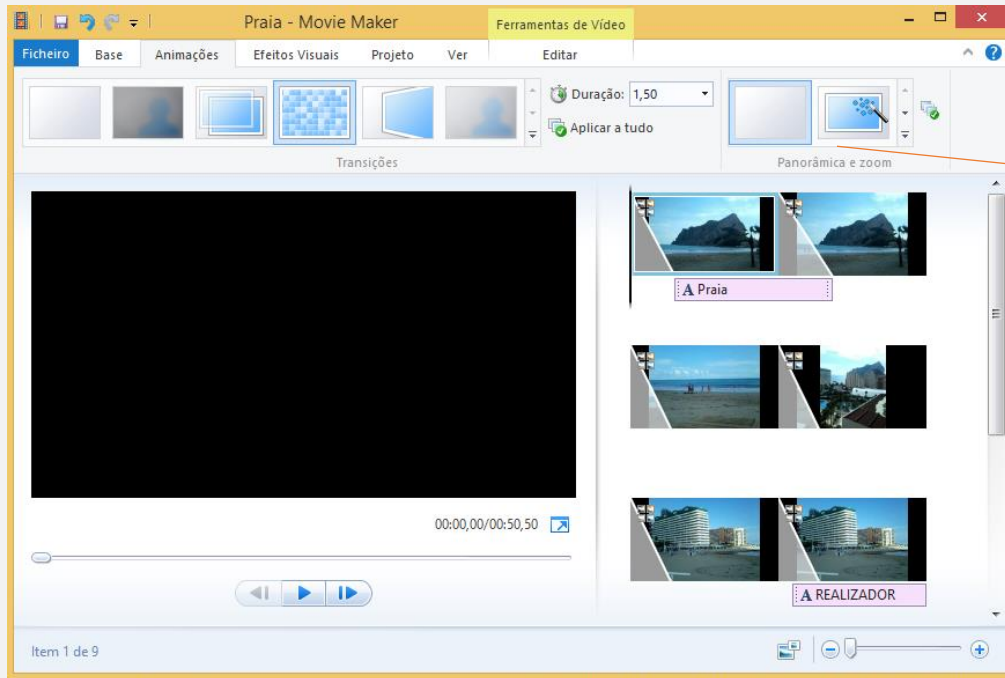 Praia - Movie Maker
Ferramentas de Vídeo
Ficheiro Base Animações Efeitos Visuais Projeto Ver Editar
Duração: 1,50
Aplicar a tudo
Transições
Panorâmica e zoom
A Praia
00:00,00/00:50,50
A REALIZADOR
Item 1 de 9